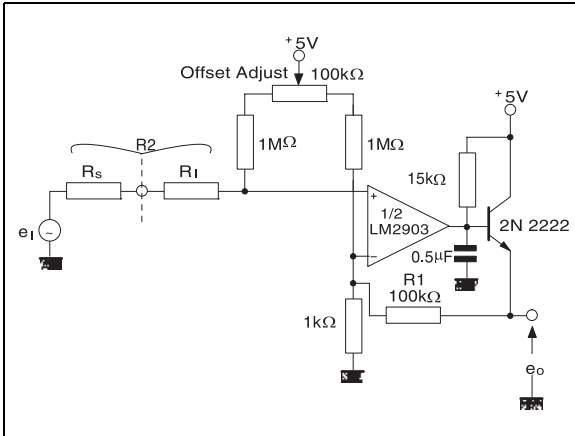 +5V
Offset Adjust
100kΩ
+5V
R2
1MΩ
1MΩ
15kΩ
Rs
RI
+
1/2
LM2903
2N 2222
eI
~
−
0.5µF
R1
100kΩ
1kΩ
eo